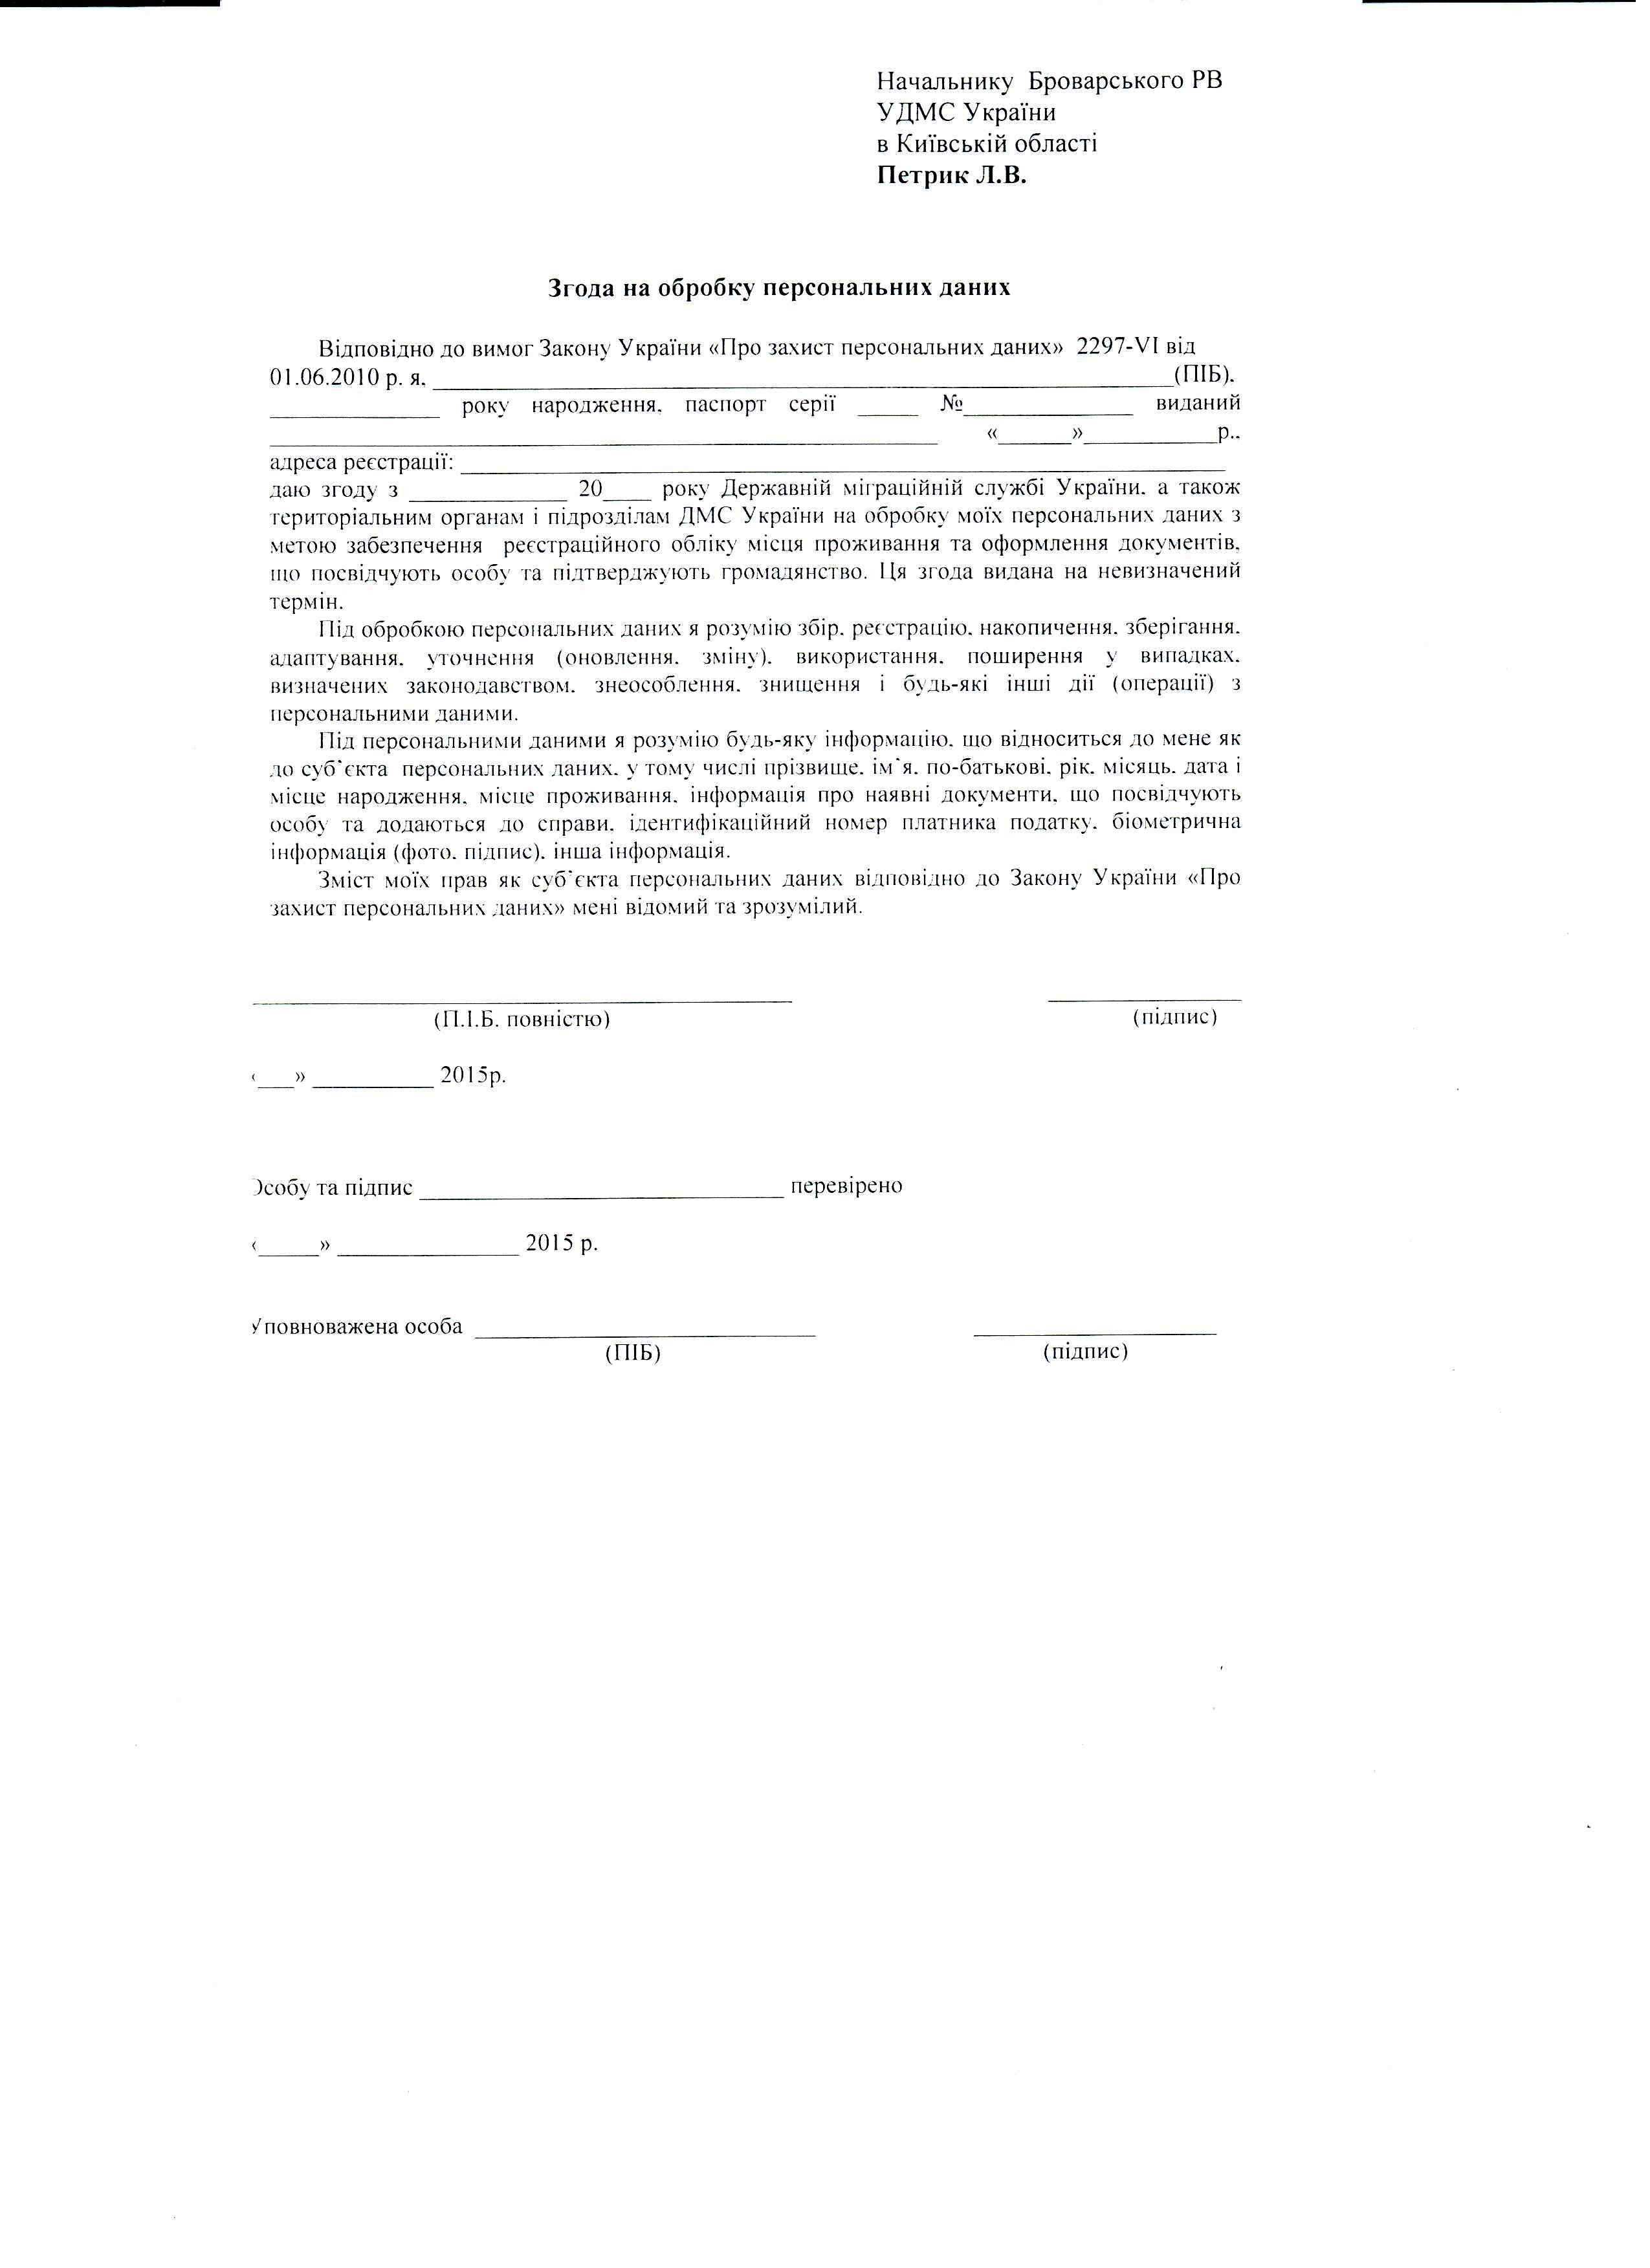 Начальнику Броварського РВ
УДМС України
в Київській області
Петрик Л.В.
Згода на обробку персональних даних
Відповідно до вимог Закону України «Про захист персональних даних» 2297-VI від
01.06.2010 р. я, ______________________________ (ПІБ),
______________ року народження, паспорт серії _____ №______________ виданий
______________________________ «______»___________р.,
адреса реєстрації: ______________________________
даю згоду з _____________ 20____ року Державній міграційній службі України, а також
територіальним органам і підрозділам ДМС України на обробку моїх персональних даних з
метою забезпечення реєстраційного обліку місця проживання та оформлення документів,
що посвідчують особу та підтверджують громадянство. Ця згода видана на невизначений
термін.
Під обробкою персональних даних я розумію збір, реєстрацію, накопичення, зберігання,
адаптування, уточнення (оновлення, зміну), використання, поширення у випадках,
визначених законодавством, знеособлення, знищення і будь-які інші дії (операції) з
персональними даними.
Під персональними даними я розумію будь-яку інформацію, що відноситься до мене як
до суб'єкта персональних даних, у тому числі прізвище, ім'я, по-батькові, рік, місяць, дата і
місце народження, місце проживання, інформація про наявні документи, що посвідчують
особу та додаються до справи, ідентифікаційний номер платника податку, біометрична
інформація (фото, підпис), інша інформація.
Зміст моїх прав як суб'єкта персональних даних відповідно до Закону України «Про
захист персональних даних» мені відомий та зрозумілий.
(П.І.Б. повністю) (підпис)
«___» __________ 2015р.
Особу та підпис ______________________________ перевірено
«_____» _______________ 2015 р.
Уповноважена особа ____________________________ ____________________
(ПІБ) (підпис)